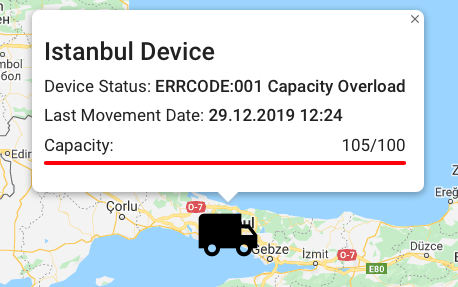 ×
Istanbul Device
Device Status: ERRCODE:001 Capacity Overload
Last Movement Date: 29.12.2019 12:24
Capacity: 105/100
Edir
Çorlu
O-7
ul
Gebze
İzmit
O-7
Düzce
E80
Ereğ